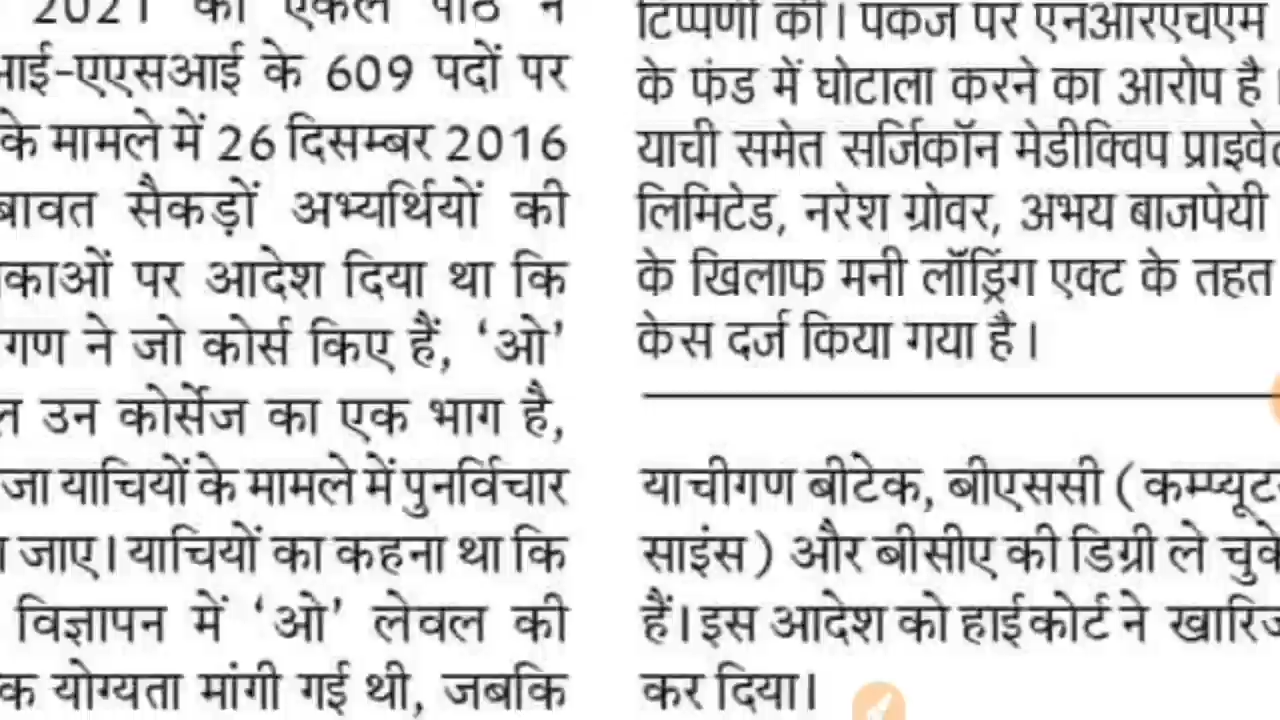 2021 को एकल पीठ ने
आई-एएसआई के 609 पदों पर
के मामले में 26 दिसम्बर 2016
बावत सैकड़ों अभ्यर्थियों की
काओं पर आदेश दिया था कि
गण ने जो कोर्स किए हैं, ‘ओ’
उन कोर्सेज का एक भाग है,
जा याचियों के मामले में पुनर्विचार
जाए। याचियों का कहना था कि
विज्ञापन में ‘ओ’ लेवल की
क योग्यता मांगी गई थी, जबकि
टिप्पणी की। पकज पर एनआरएचएम
के फंड में घोटाला करने का आरोप है।
याची समेत सर्जिकॉन मेडीक्विप प्राइवेट
लिमिटेड, नरेश ग्रोवर, अभय बाजपेयी
के खिलाफ मनी लॉड्रिंग एक्ट के तहत
केस दर्ज किया गया है।
याचीगण बीटेक, बीएससी (कम्प्यूटर
साइंस) और बीसीए की डिग्री ले चुके
हैं। इस आदेश को हाईकोर्ट ने खारिज
कर दिया।